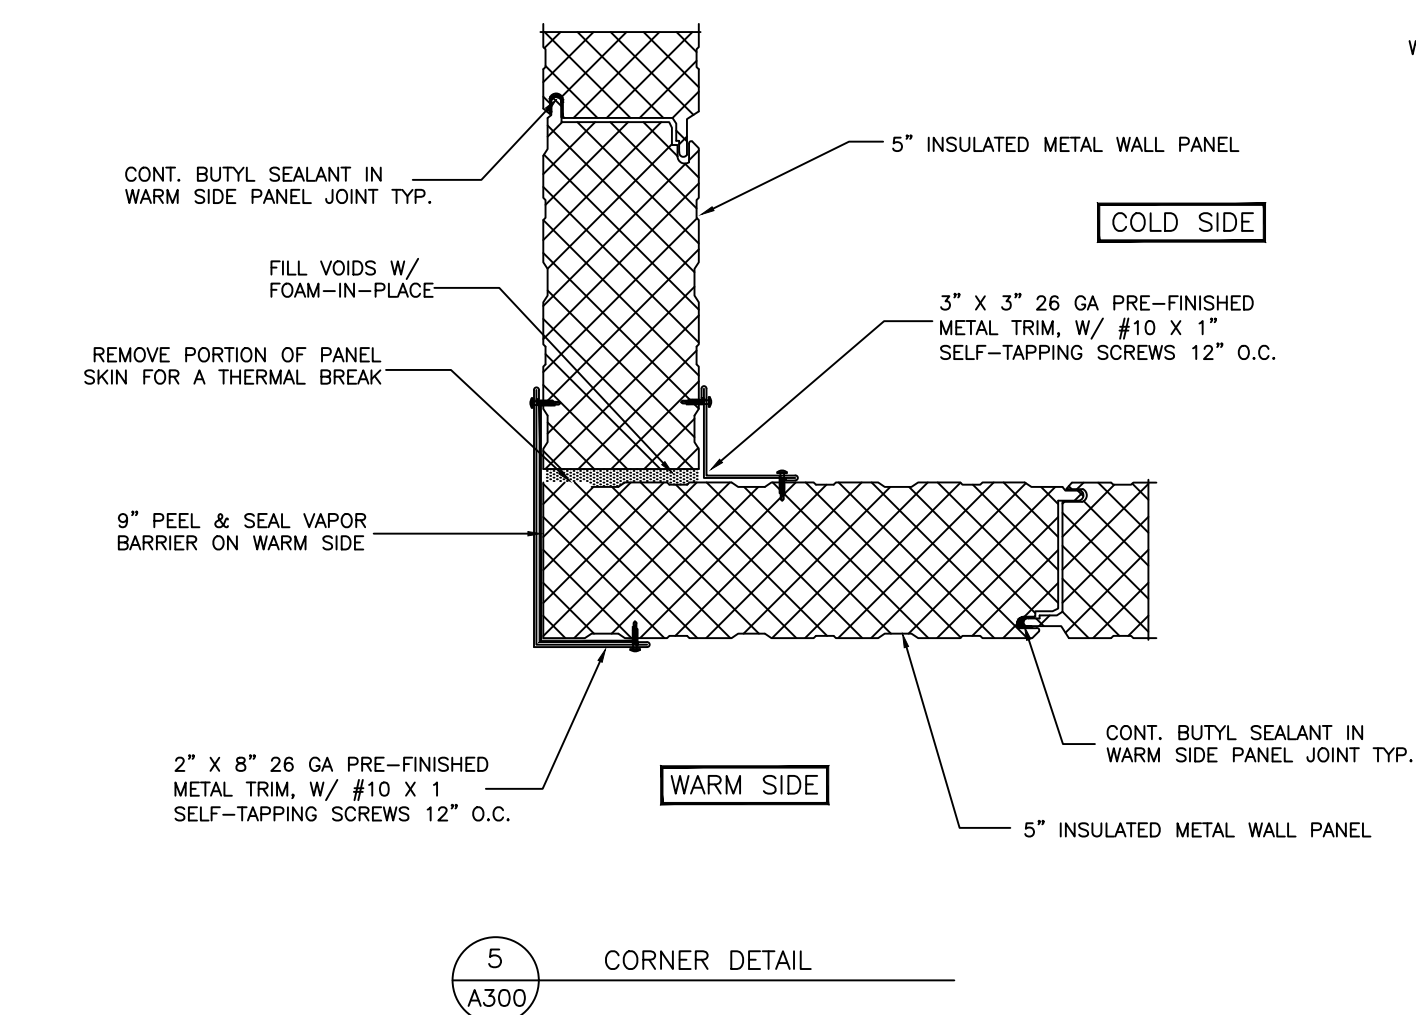 W
5” INSULATED METAL WALL PANEL
CONT. BUTYL SEALANT IN
WARM SIDE PANEL JOINT TYP.
COLD SIDE
FILL VOIDS W/
FOAM-IN-PLACE
3” X 3” 26 GA PRE-FINISHED
METAL TRIM, W/ #10 X 1”
SELF-TAPPING SCREWS 12” O.C.
REMOVE PORTION OF PANEL
SKIN FOR A THERMAL BREAK
9” PEEL & SEAL VAPOR
BARRIER ON WARM SIDE
CONT. BUTYL SEALANT IN
WARM SIDE PANEL JOINT TYP.
2” X 8” 26 GA PRE-FINISHED
METAL TRIM, W/ #10 X 1
SELF-TAPPING SCREWS 12” O.C.
WARM SIDE
5” INSULATED METAL WALL PANEL
5
CORNER DETAIL
A300